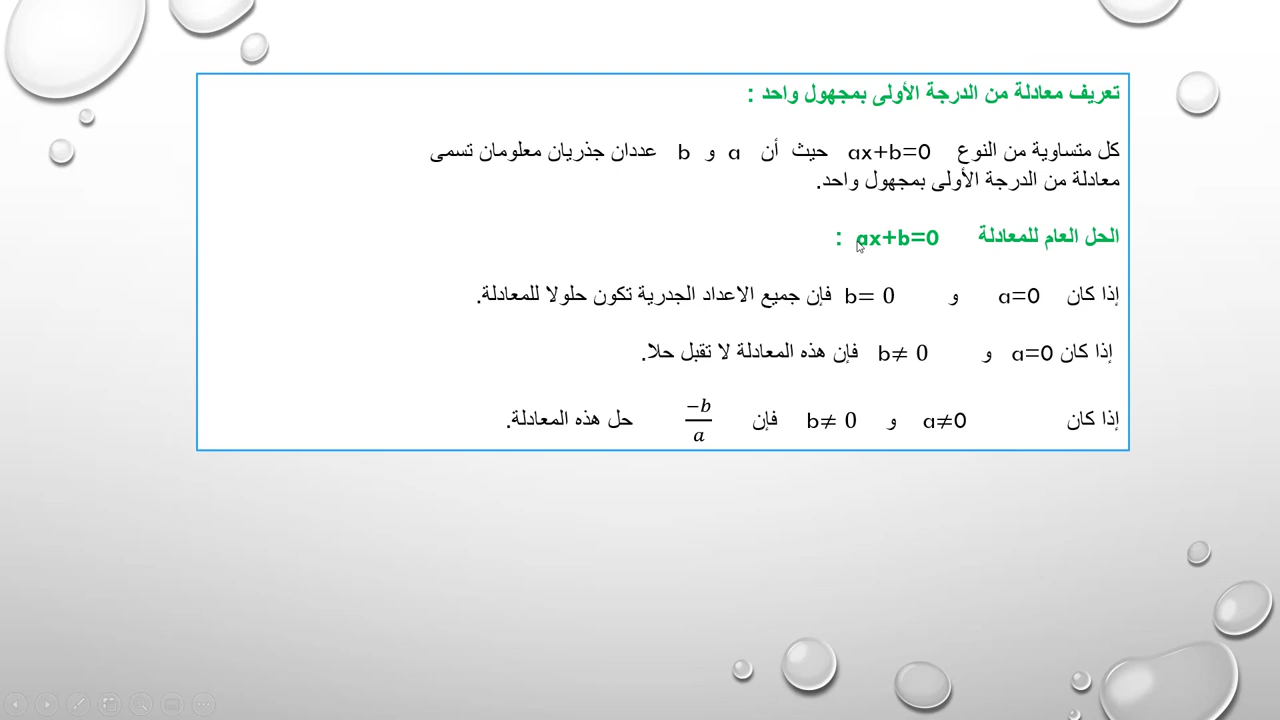 تعريف معادلة من الدرجة الأولى بمجهول واحد :
كل متساوية من النوع ax+b=0 حيث أن a و b عددان جذريان معلومان تسمى
معادلة من الدرجة الأولى بمجهول واحد.
الحل العام للمعادلة ax+b=0 :
إذا كان a=0 و b= 0 فإن جميع الاعداد الجدرية تكون حلولا للمعادلة.
إذا كان a=0 و b≠ 0 فإن هذه المعادلة لا تقبل حلا.
إذا كان a≠0 و b≠ 0 فإن −b/a حل هذه المعادلة.